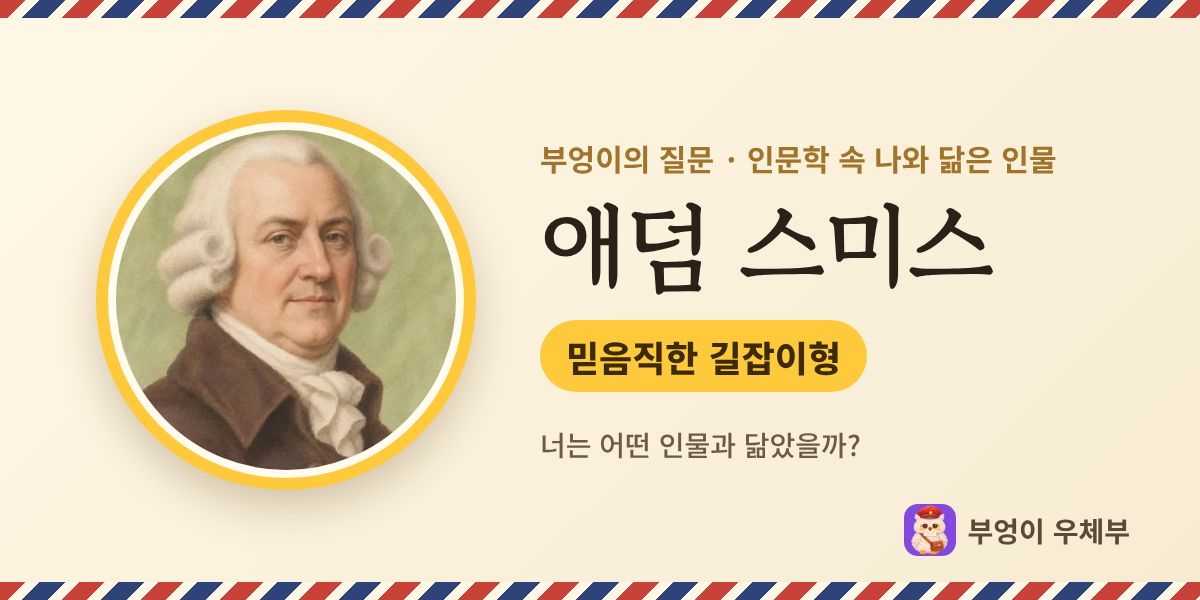 부엉이의 질문 · 인문학 속 나와 닮은 인물
애덤 스미스
믿음직한 길잡이형
너는 어떤 인물과 닮았을까?
부엉이 우체부